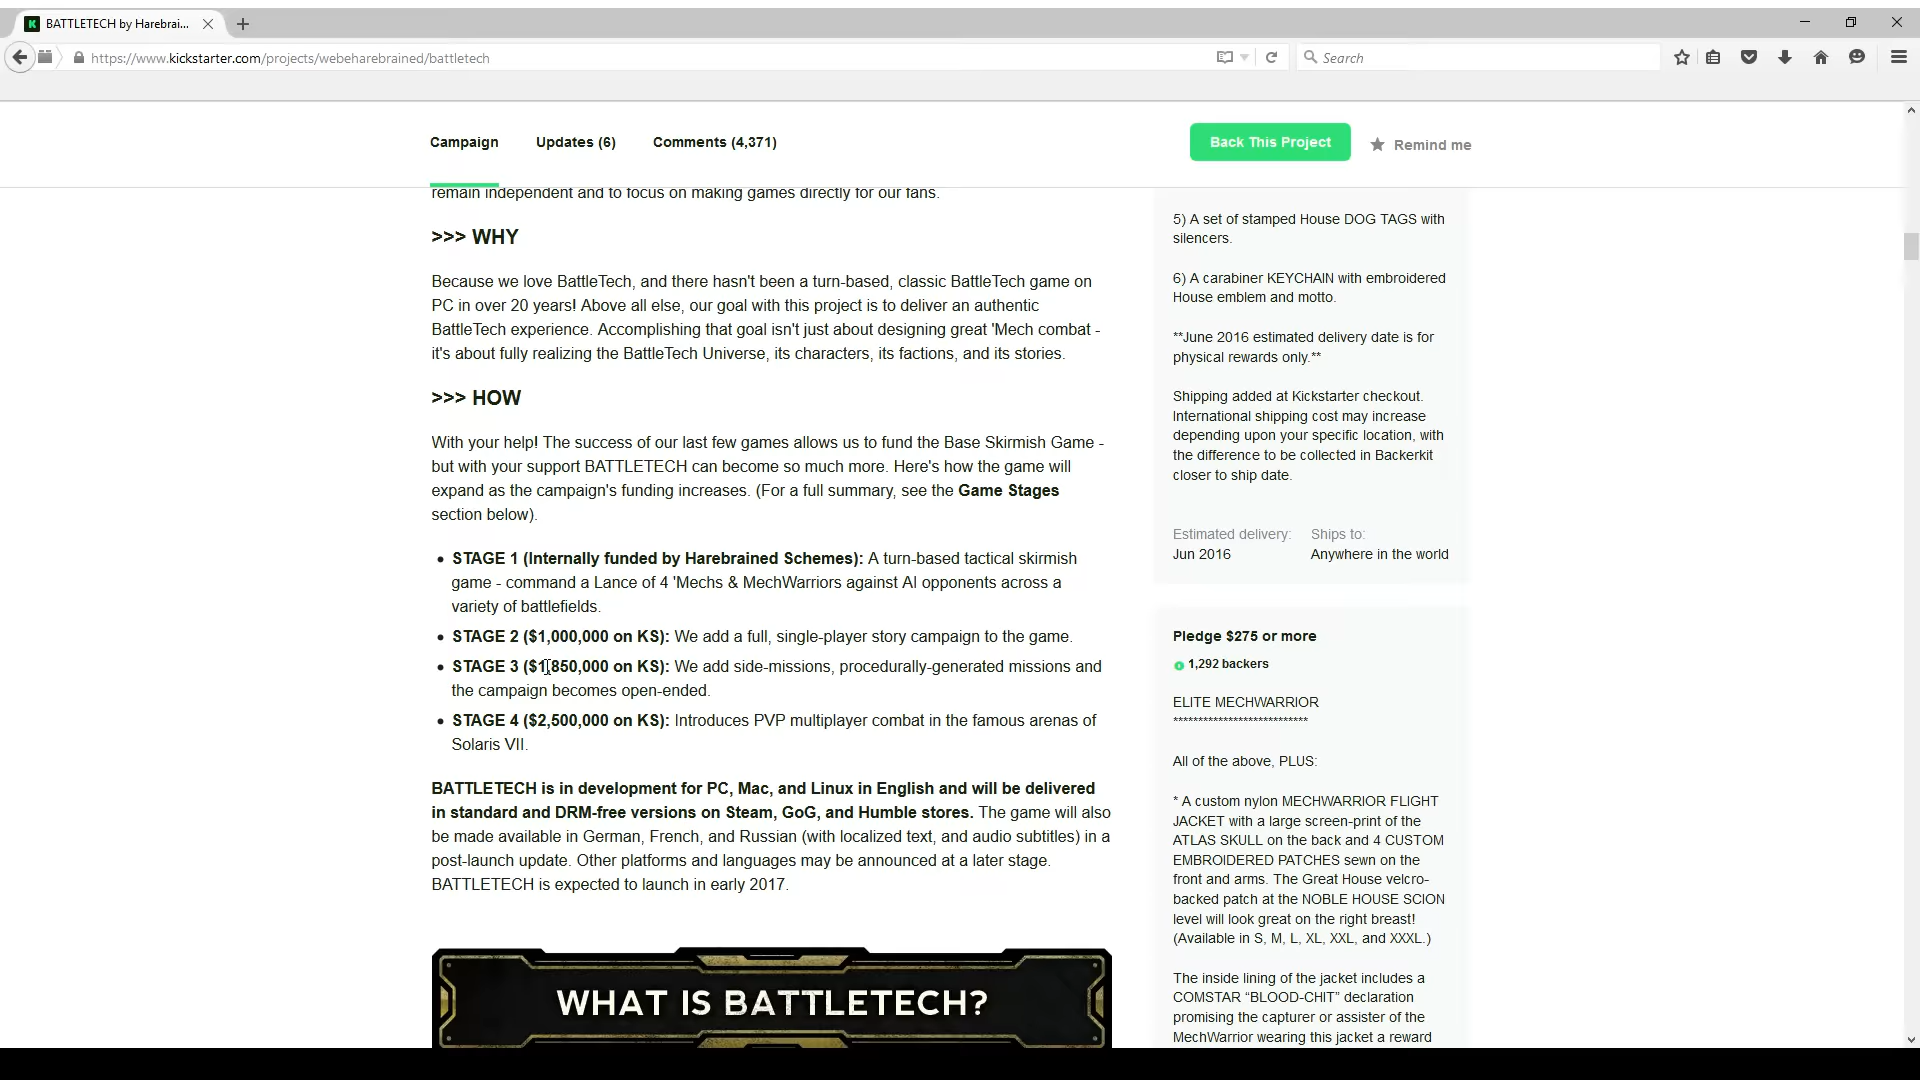 BATTLETECH by Harebrai...
https://www.kickstarter.com/projects/webeharebrained/battletech
Search
Campaign
Updates (6)
Comments (4,371)
Back This Project
Remind me
remain independent and to focus on making games directly for our fans.
>>> WHY
Because we love BattleTech, and there hasn't been a turn-based, classic BattleTech game on
PC in over 20 years! Above all else, our goal with this project is to deliver an authentic
BattleTech experience. Accomplishing that goal isn't just about designing great 'Mech combat -
it's about fully realizing the BattleTech Universe, its characters, its factions, and its stories.
>>> HOW
With your help! The success of our last few games allows us to fund the Base Skirmish Game -
but with your support BATTLETECH can become so much more. Here's how the game will
expand as the campaign's funding increases. (For a full summary, see the Game Stages
section below).
• STAGE 1 (Internally funded by Harebrained Schemes): A turn-based tactical skirmish
game - command a Lance of 4 'Mechs & MechWarriors against AI opponents across a
variety of battlefields.
• STAGE 2 ($1,000,000 on KS): We add a full, single-player story campaign to the game.
• STAGE 3 ($1,850,000 on KS): We add side-missions, procedurally-generated missions and
the campaign becomes open-ended.
• STAGE 4 ($2,500,000 on KS): Introduces PVP multiplayer combat in the famous arenas of
Solaris VII.
BATTLETECH is in development for PC, Mac, and Linux in English and will be delivered
in standard and DRM-free versions on Steam, GoG, and Humble stores. The game will also
be made available in German, French, and Russian (with localized text, and audio subtitles) in a
post-launch update. Other platforms and languages may be announced at a later stage.
BATTLETECH is expected to launch in early 2017.
WHAT IS BATTLETECH?
5) A set of stamped House DOG TAGS with
silencers.
6) A carabiner KEYCHAIN with embroidered
House emblem and motto.
**June 2016 estimated delivery date is for
physical rewards only.**
Shipping added at Kickstarter checkout.
International shipping cost may increase
depending upon your specific location, with
the difference to be collected in Backerkit
closer to ship date.
Estimated delivery: Ships to:
Jun 2016 Anywhere in the world
Pledge $275 or more
1,292 backers
ELITE MECHWARRIOR
***************************
All of the above, PLUS:
* A custom nylon MECHWARRIOR FLIGHT
JACKET with a large screen-print of the
ATLAS SKULL on the back and 4 CUSTOM
EMBROIDERED PATCHES sewn on the
front and arms. The Great House velcro-
backed patch at the NOBLE HOUSE SCION
level will look great on the right breast!
(Available in S, M, L, XL, XXL, and XXXL.)
The inside lining of the jacket includes a
COMSTAR “BLOOD-CHIT” declaration
promising the capturer or assister of the
MechWarrior wearing this jacket a reward